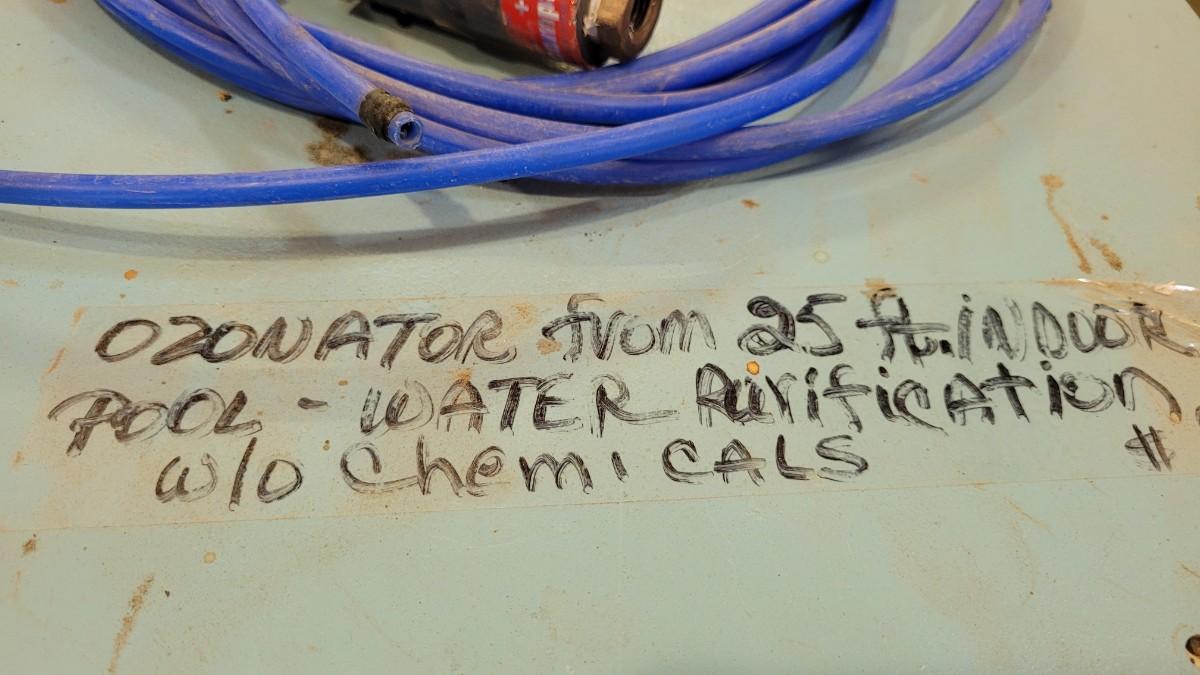 OZONATOR from 25 ft. INDOOR
POOL - WATER Purification
w/o ChemiCALS #